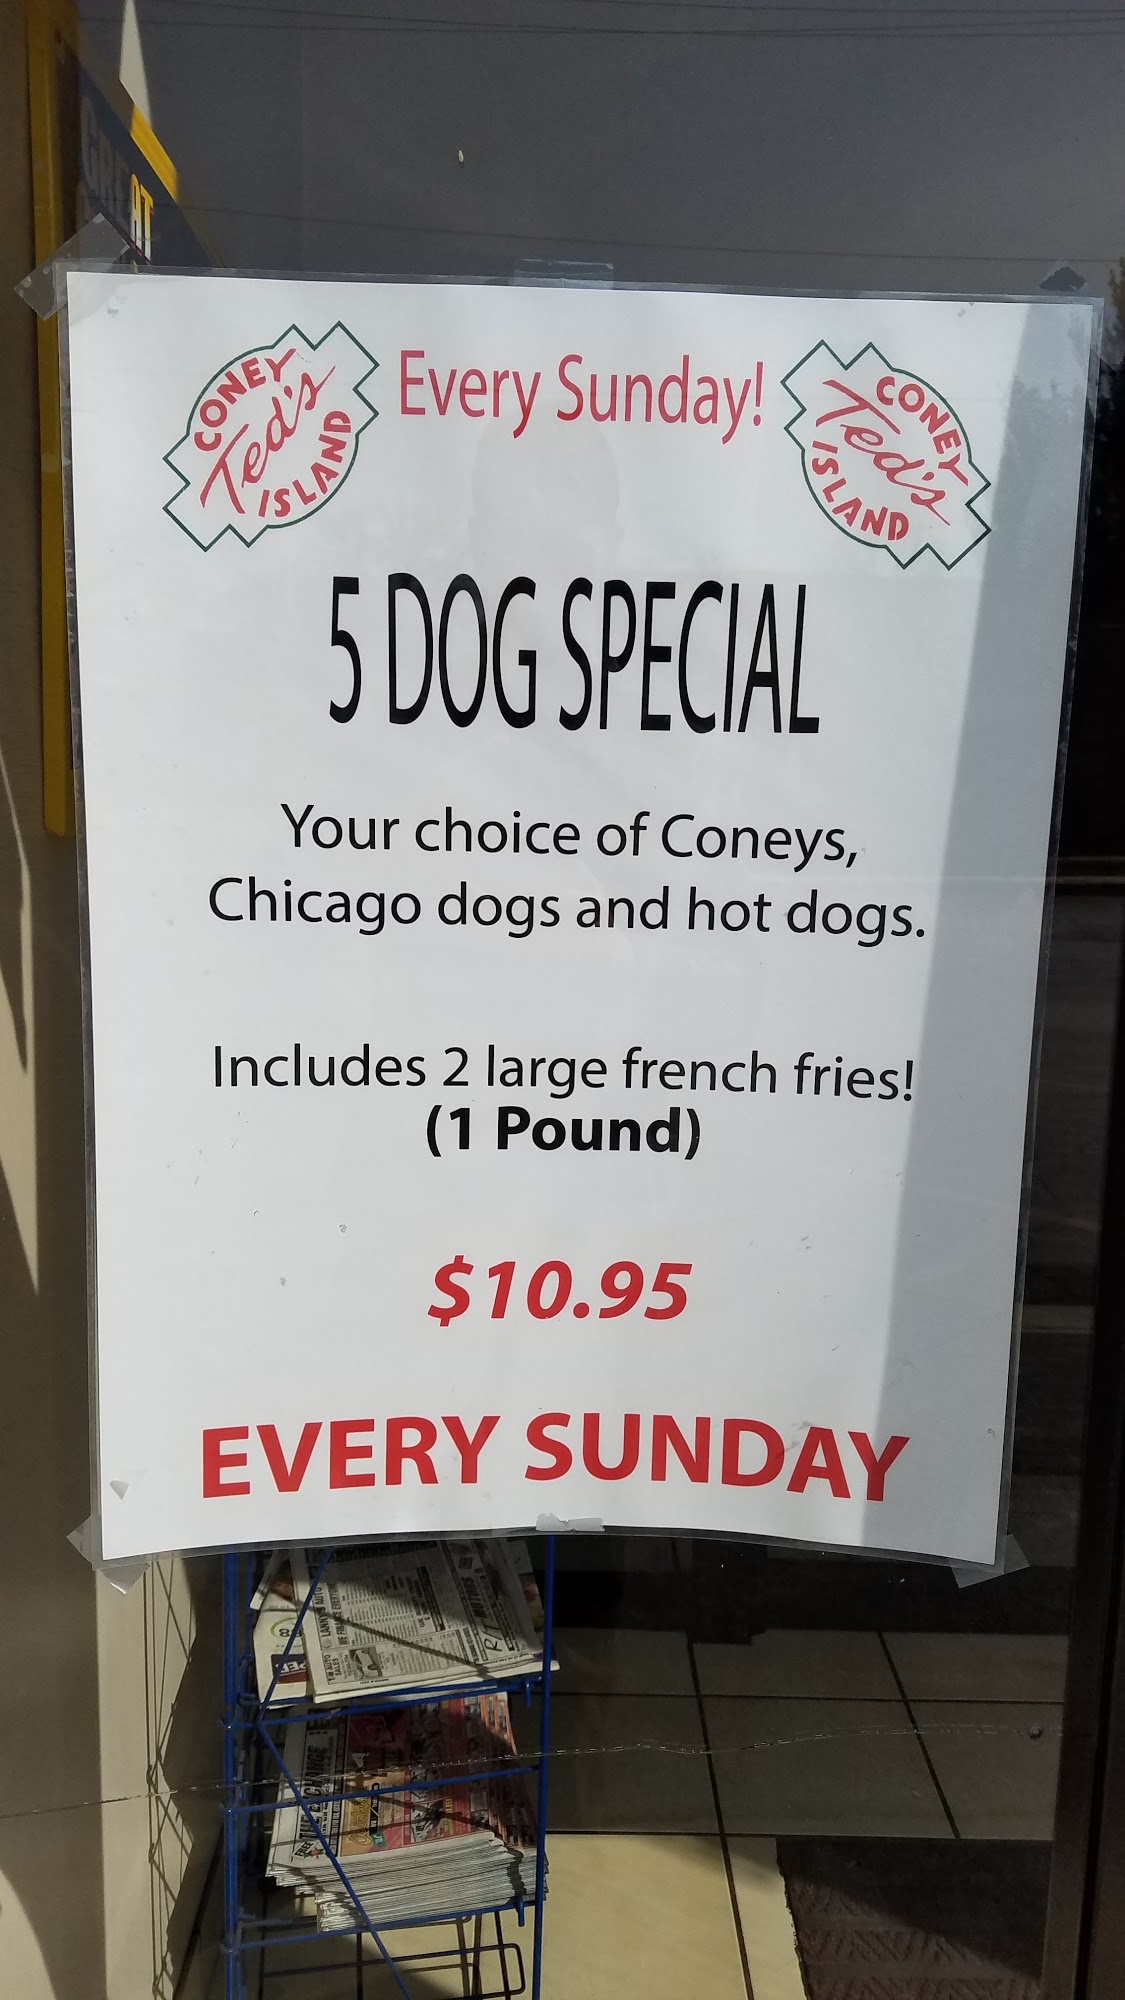 GREAT
CONEY
Ted's
ISLAND
Every Sunday!
CONEY
Ted's
ISLAND
5 DOG SPECIAL
Your choice of Coneys,
Chicago dogs and hot dogs.
Includes 2 large french fries!
(1 Pound)
$10.95
EVERY SUNDAY